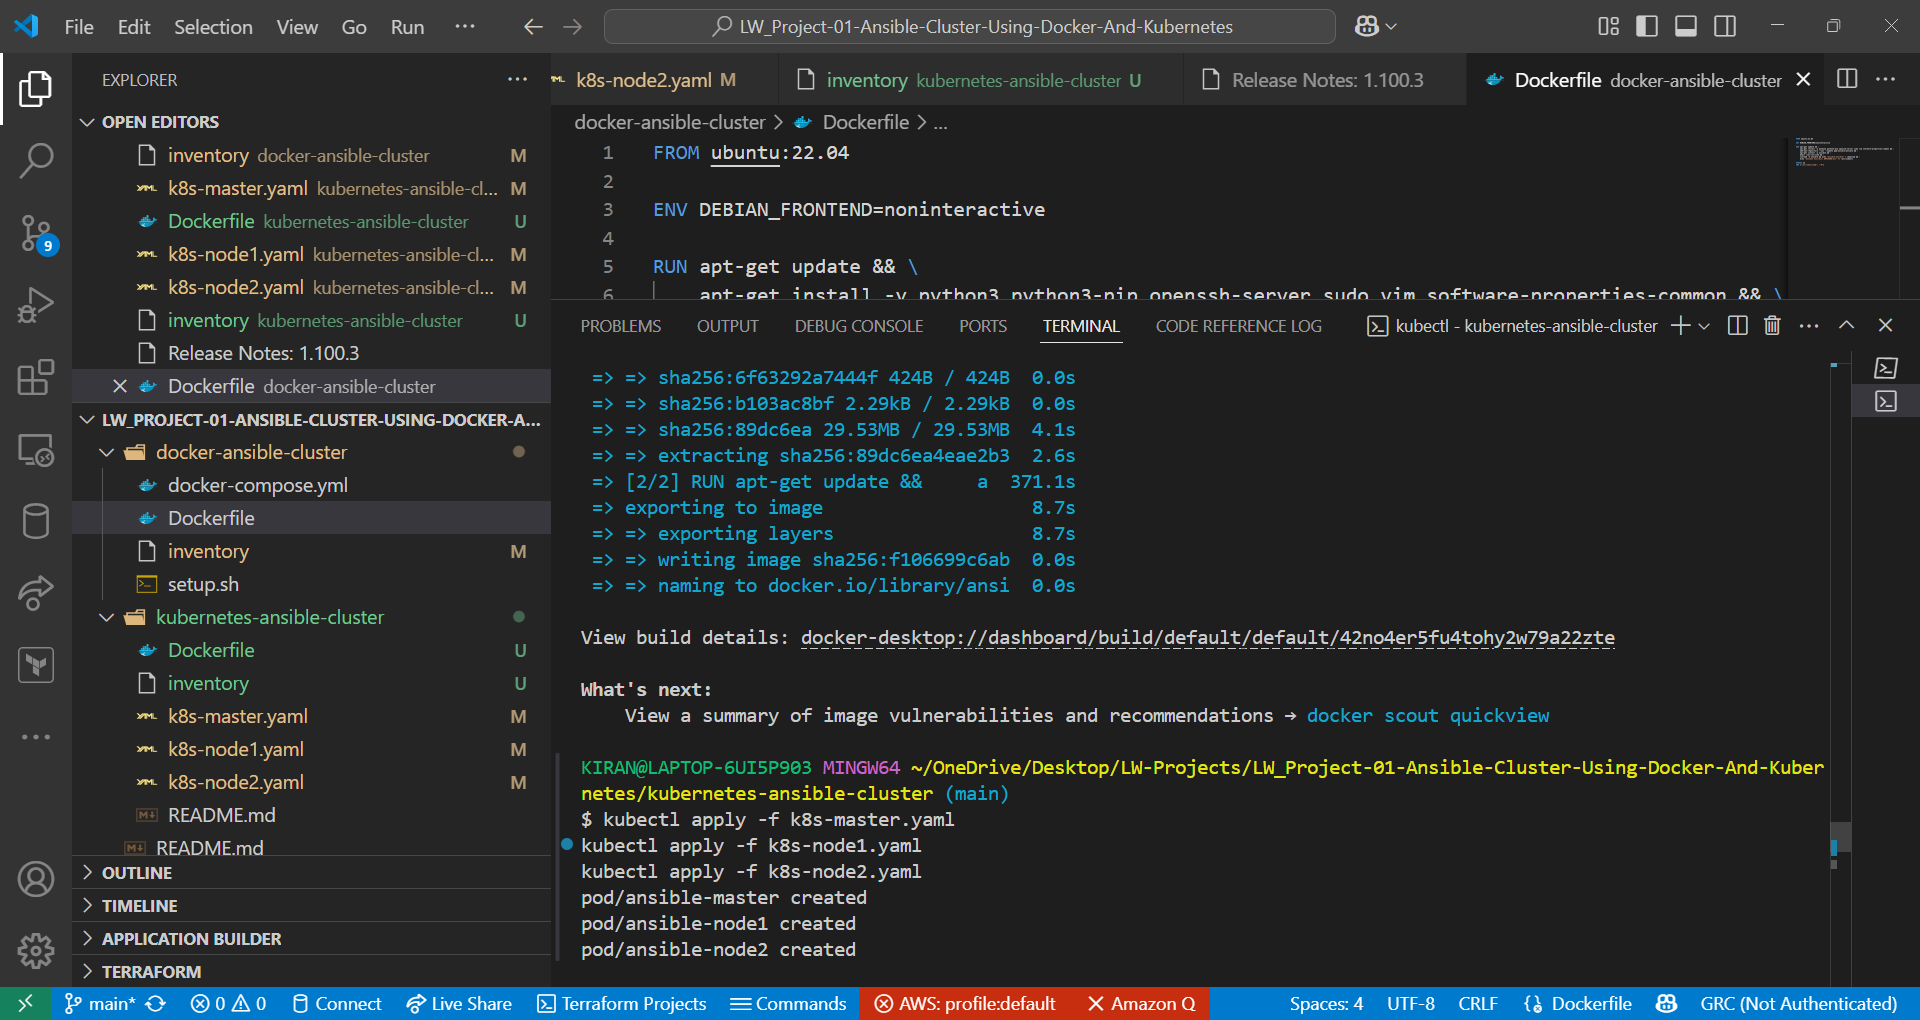 File Edit Selection View Go Run ···
LW_Project-01-Ansible-Cluster-Using-Docker-And-Kubernetes
EXPLORER
OPEN EDITORS
inventory docker-ansible-cluster M
k8s-master.yaml kubernetes-ansible-cl... M
Dockerfile kubernetes-ansible-cluster U
k8s-node1.yaml kubernetes-ansible-cl... M
k8s-node2.yaml kubernetes-ansible-cl... M
inventory kubernetes-ansible-cluster U
Release Notes: 1.100.3
Dockerfile docker-ansible-cluster
LW_PROJECT-01-ANSIBLE-CLUSTER-USING-DOCKER-A...
docker-ansible-cluster
docker-compose.yml
Dockerfile
inventory M
setup.sh
kubernetes-ansible-cluster
Dockerfile U
inventory U
k8s-master.yaml M
k8s-node1.yaml M
k8s-node2.yaml M
README.md
README.md
OUTLINE
TIMELINE
APPLICATION BUILDER
TERRAFORM
9
k8s-node2.yaml M
inventory kubernetes-ansible-cluster U
Release Notes: 1.100.3
Dockerfile docker-ansible-cluster
docker-ansible-cluster > Dockerfile > ...
1 FROM ubuntu:22.04
2
3 ENV DEBIAN_FRONTEND=noninteractive
4
5 RUN apt-get update && \
6 apt-get install -y python3 python3-pip openssh-server sudo vim software-properties-common && \
PROBLEMS OUTPUT DEBUG CONSOLE PORTS TERMINAL CODE REFERENCE LOG
kubectl - kubernetes-ansible-cluster
=> => sha256:6f63292a7444f 424B / 424B 0.0s
=> => sha256:b103ac8bf 2.29kB / 2.29kB 0.0s
=> => sha256:89dc6ea 29.53MB / 29.53MB 4.1s
=> => extracting sha256:89dc6ea4eae2b3 2.6s
=> [2/2] RUN apt-get update && a 371.1s
=> exporting to image 8.7s
=> => exporting layers 8.7s
=> => writing image sha256:f106699c6ab 0.0s
=> => naming to docker.io/library/ansi 0.0s
View build details: docker-desktop://dashboard/build/default/default/42no4er5fu4tohy2w79a22zte
What's next:
View a summary of image vulnerabilities and recommendations → docker scout quickview
KIRAN@LAPTOP-6UI5P903 MINGW64 ~/OneDrive/Desktop/LW-Projects/LW_Project-01-Ansible-Cluster-Using-Docker-And-Kuber
netes/kubernetes-ansible-cluster (main)
$ kubectl apply -f k8s-master.yaml
kubectl apply -f k8s-node1.yaml
kubectl apply -f k8s-node2.yaml
pod/ansible-master created
pod/ansible-node1 created
pod/ansible-node2 created
main* 0 0 Connect Live Share Terraform Projects Commands AWS: profile:default Amazon Q Spaces: 4 UTF-8 CRLF Dockerfile GRC (Not Authenticated)